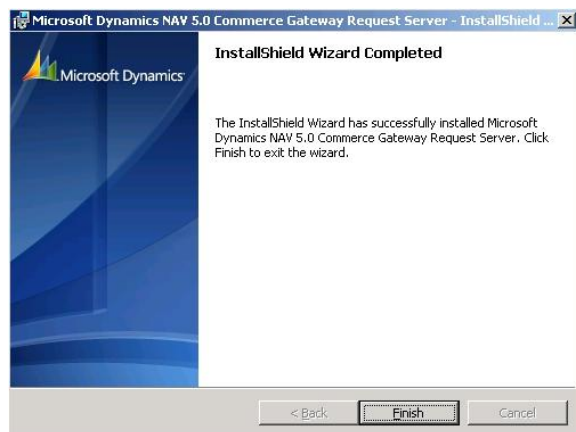 Microsoft Dynamics NAV 5.0 Commerce Gateway Request Server - InstallShield ...
Microsoft Dynamics
InstallShield Wizard Completed
The InstallShield Wizard has successfully installed Microsoft
Dynamics NAV 5.0 Commerce Gateway Request Server. Click
Finish to exit the wizard.
< Back
Finish
Cancel